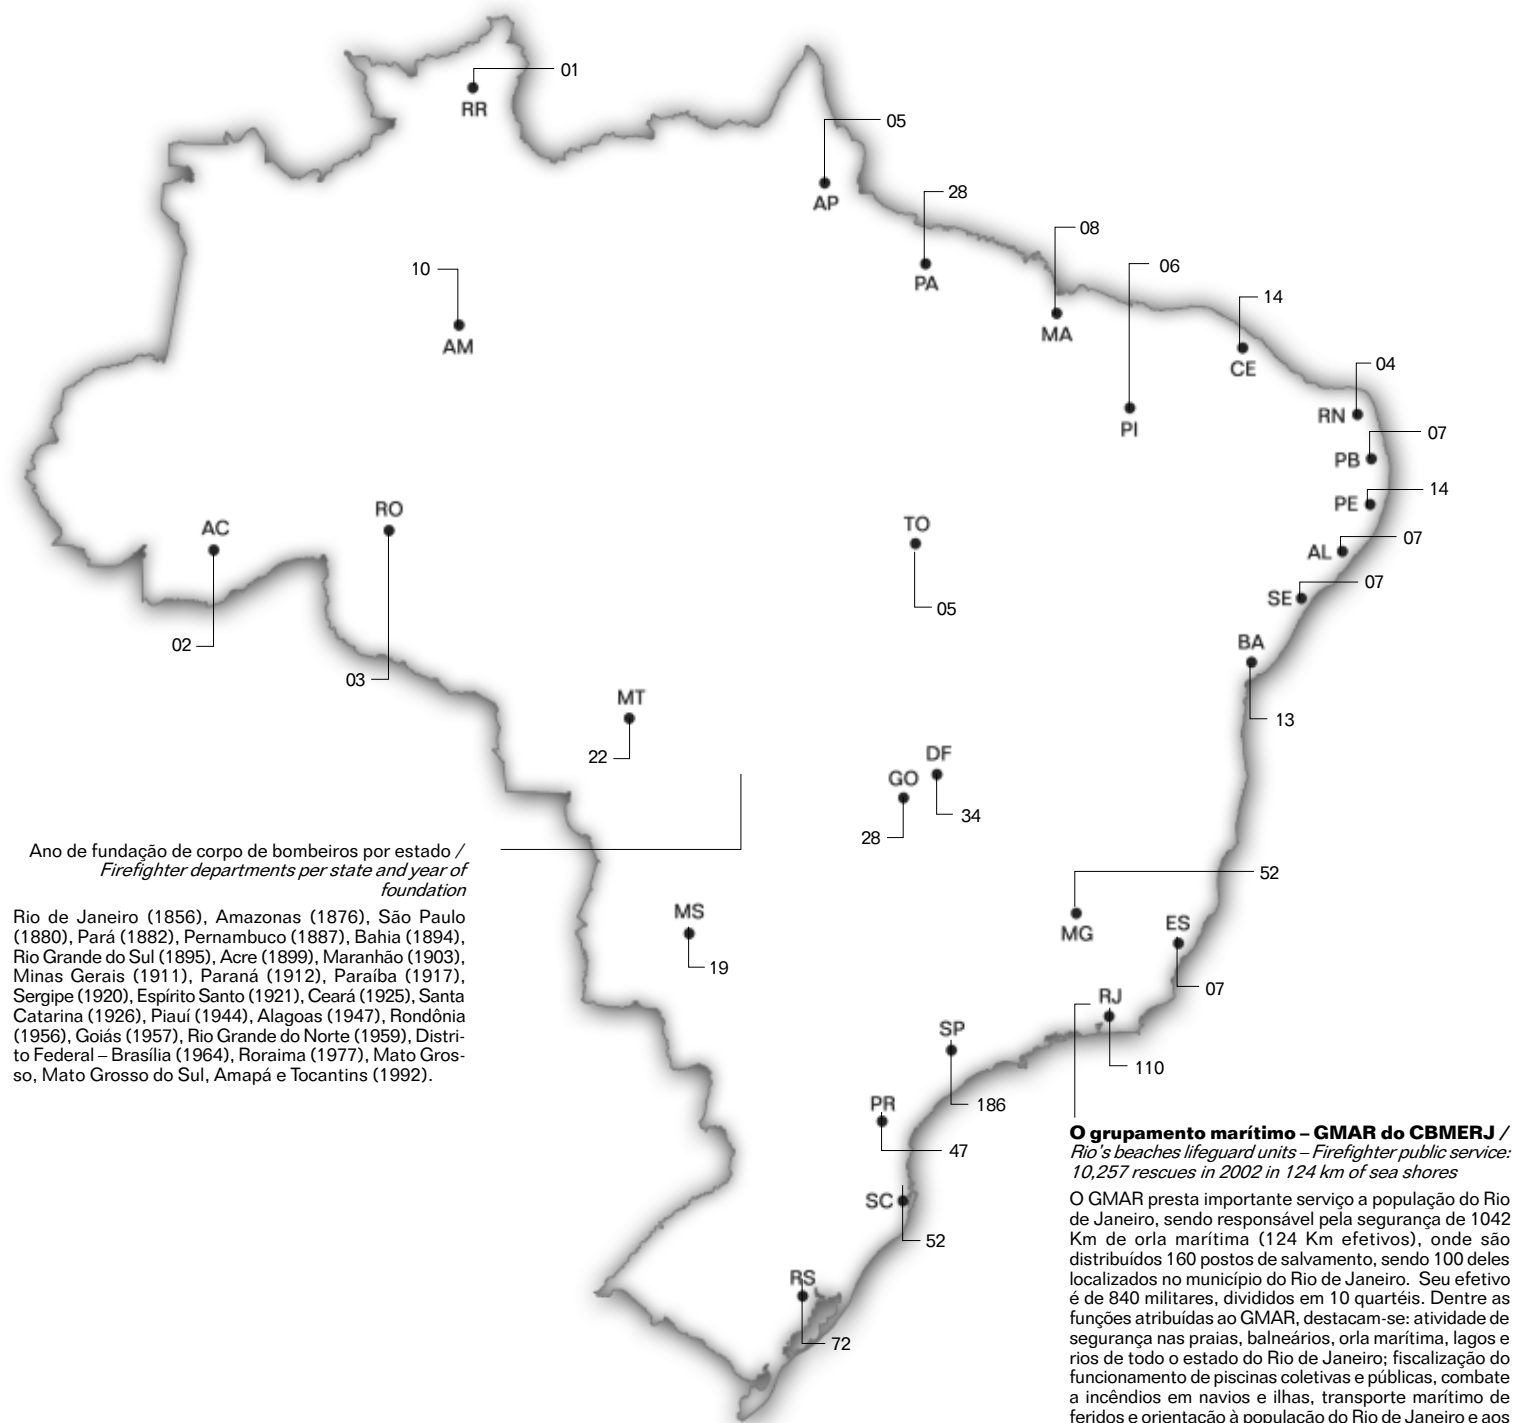 01
RR
05
AP
28
PA
08
MA
06
PI
10
AM
14
CE
04
RN
07
PB
14
PE
07
AL
07
SE
AC
02
RO
03
TO
05
BA
13
MT
22
DF
34
GO
28
52
MG
MS
19
ES
07
RJ
110
SP
186
PR
47
SC
52
RS
72
Ano de fundação de corpo de bombeiros por estado /
Firefighter departments per state and year of
foundation
Rio de Janeiro (1856), Amazonas (1876), São Paulo
(1880), Pará (1882), Pernambuco (1887), Bahia (1894),
Rio Grande do Sul (1895), Acre (1899), Maranhão (1903),
Minas Gerais (1911), Paraná (1912), Paraíba (1917),
Sergipe (1920), Espírito Santo (1921), Ceará (1925), Santa
Catarina (1926), Piauí (1944), Alagoas (1947), Rondônia
(1956), Goiás (1957), Rio Grande do Norte (1959), Distri-
to Federal – Brasília (1964), Roraima (1977), Mato Gros-
so, Mato Grosso do Sul, Amapá e Tocantins (1992).
O grupamento marítimo – GMAR do CBMERJ /
Rio's beaches lifeguard units – Firefighter public service:
10,257 rescues in 2002 in 124 km of sea shores
O GMAR presta importante serviço a população do Rio
de Janeiro, sendo responsável pela segurança de 1042
Km de orla marítima (124 Km efetivos), onde são
distribuídos 160 postos de salvamento, sendo 100 deles
localizados no município do Rio de Janeiro. Seu efetivo
é de 840 militares, divididos em 10 quartéis. Dentre as
funções atribuídas ao GMAR, destacam-se: atividade de
segurança nas praias, balneários, orla marítima, lagos e
rios de todo o estado do Rio de Janeiro; fiscalização do
funcionamento de piscinas coletivas e públicas, combate
a incêndios em navios e ilhas, transporte marítimo de
feridos e orientação à população do Rio de Janeiro e aos